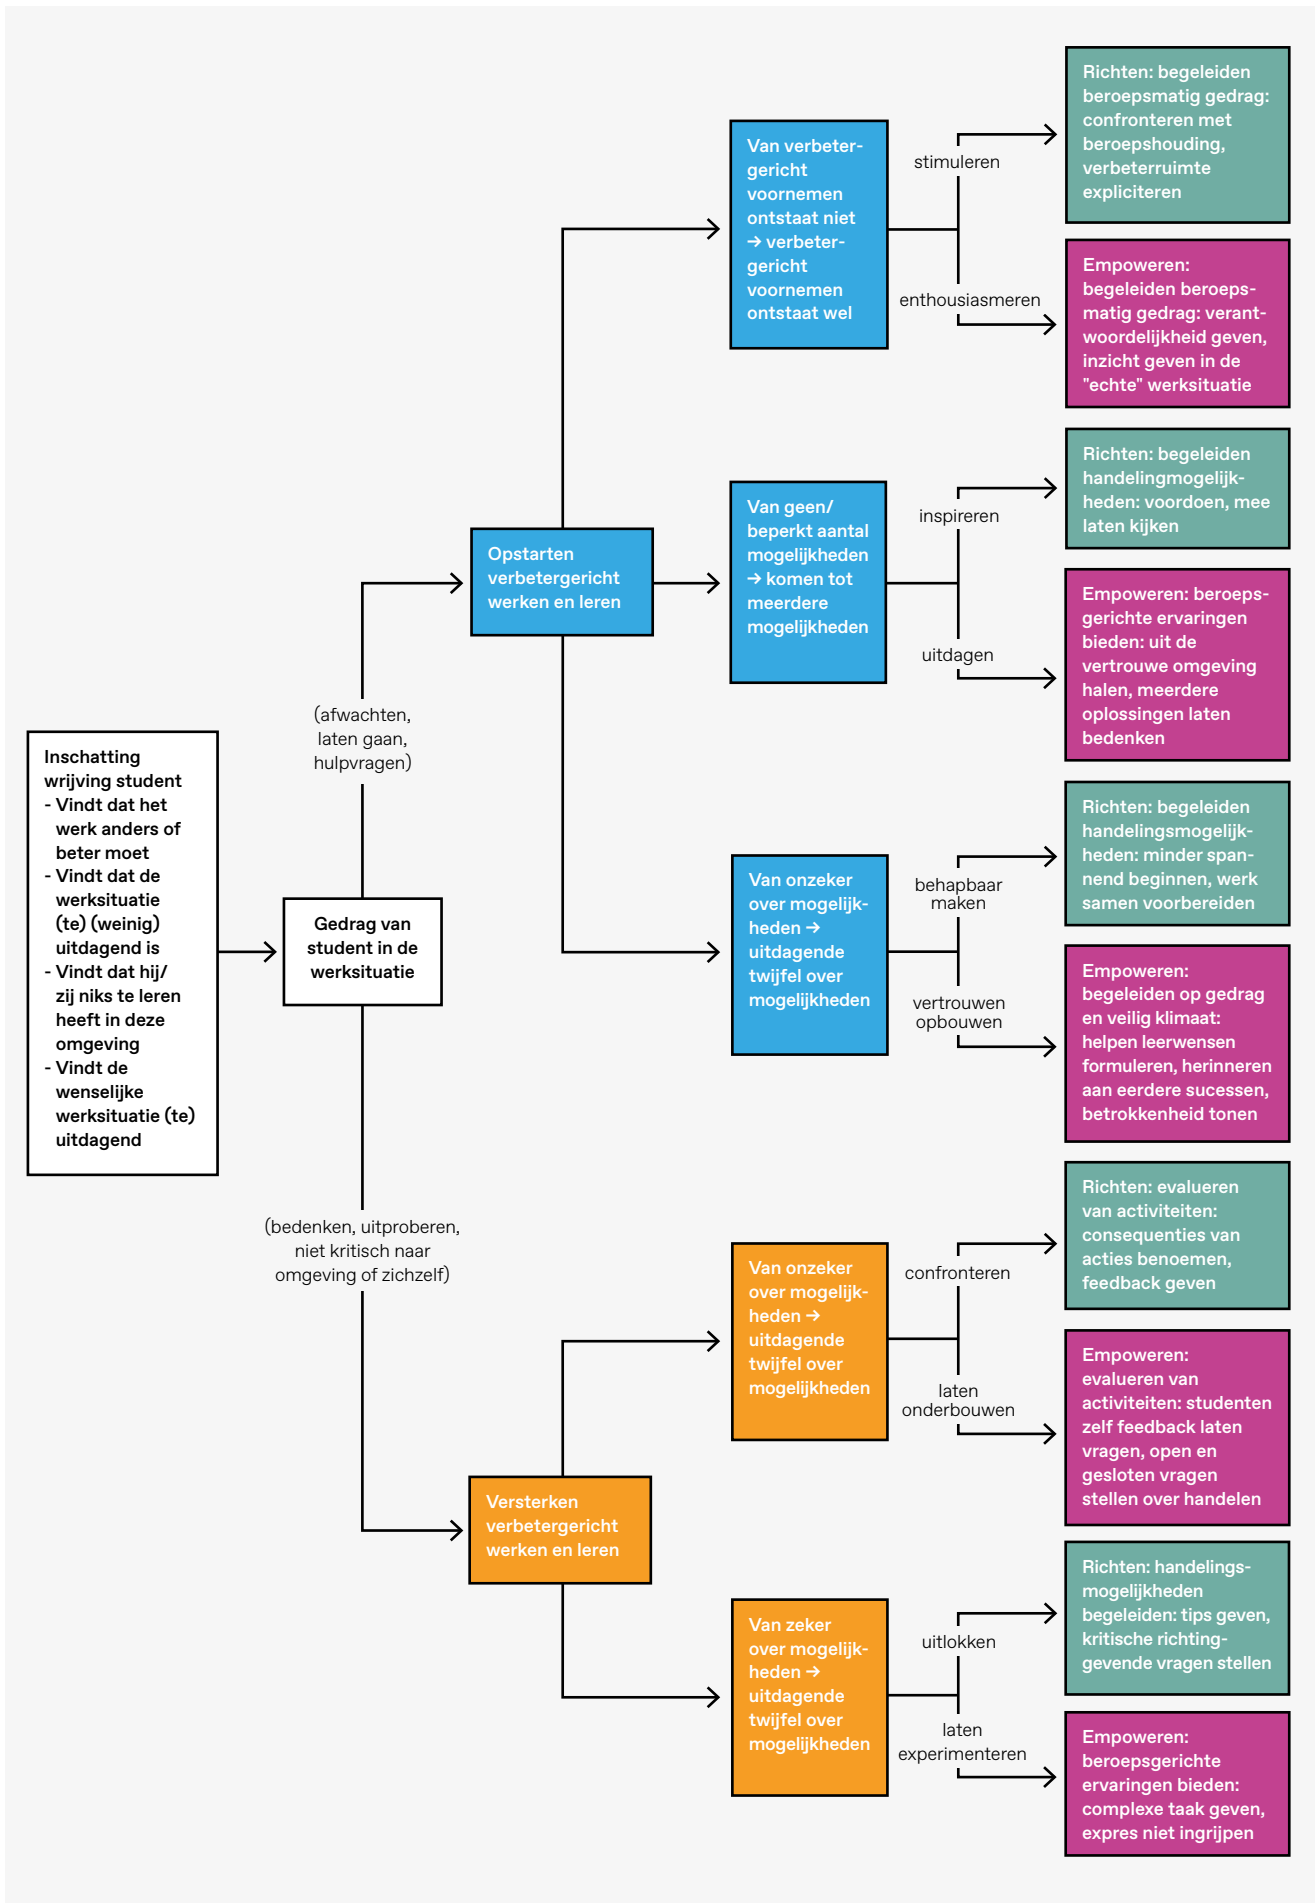 Inschatting
wrijving student
- Vindt dat het
werk anders of
beter moet
- Vindt dat de
werksituatie
(te) (weinig)
uitdagend is
- Vindt dat hij/
zij niks te leren
heeft in deze
omgeving
- Vindt de
wenselijke
werksituatie (te)
uitdagend
Gedrag van
student in de
werksituatie
(afwachten,
laten gaan,
hulpvragen)
(bedenken, uitproberen,
niet kritisch naar
omgeving of zichzelf)
Opstarten
verbetergericht
werken en leren
Van verbeter-
gericht
voornemen
ontstaat niet
→ verbeter-
gericht
voornemen
ontstaat wel
stimuleren
Richten: begeleiden
beroepsmatig gedrag:
confronteren met
beroepshouding,
verbeterruimte
expliciteren
enthousiasmeren
Empoweren:
begeleiden beroeps-
matig gedrag: verant-
woordelijkheid geven,
inzicht geven in de
"echte" werksituatie
Van geen/
beperkt aantal
mogelijkheden
→ komen tot
meerdere
mogelijkheden
inspireren
Richten: begeleiden
handelingmogelijk-
heden: voordoen, mee
laten kijken
uitdagen
Empoweren: beroeps-
gerichte ervaringen
bieden: uit de
vertrouwe omgeving
halen, meerdere
oplossingen laten
bedenken
Van onzeker
over mogelijk-
heden →
uitdagende
twijfel over
mogelijkheden
behapbaar
maken
Richten: begeleiden
handelingsmogelijk-
heden: minder span-
nend beginnen, werk
samen voorbereiden
vertrouwen
opbouwen
Empoweren:
begeleiden op gedrag
en veilig klimaat:
helpen leerwensen
formuleren, herinneren
aan eerdere sucessen,
betrokkenheid tonen
Versterken
verbetergericht
werken en leren
Van onzeker
over mogelijk-
heden →
uitdagende
twijfel over
mogelijkheden
confronteren
Richten: evalueren
van activiteiten:
consequenties van
acties benoemen,
feedback geven
laten
onderbouwen
Empoweren:
evalueren van
activiteiten: studenten
zelf feedback laten
vragen, open en
gesloten vragen
stellen over handelen
Van zeker
over mogelijk-
heden →
uitdagende
twijfel over
mogelijkheden
uitlokken
Richten: handelings-
mogelijkheden
begeleiden: tips geven,
kritische richting-
gevende vragen stellen
laten
experimenteren
Empoweren:
beroepsgerichte
ervaringen bieden:
complexe taak geven,
expres niet ingrijpen